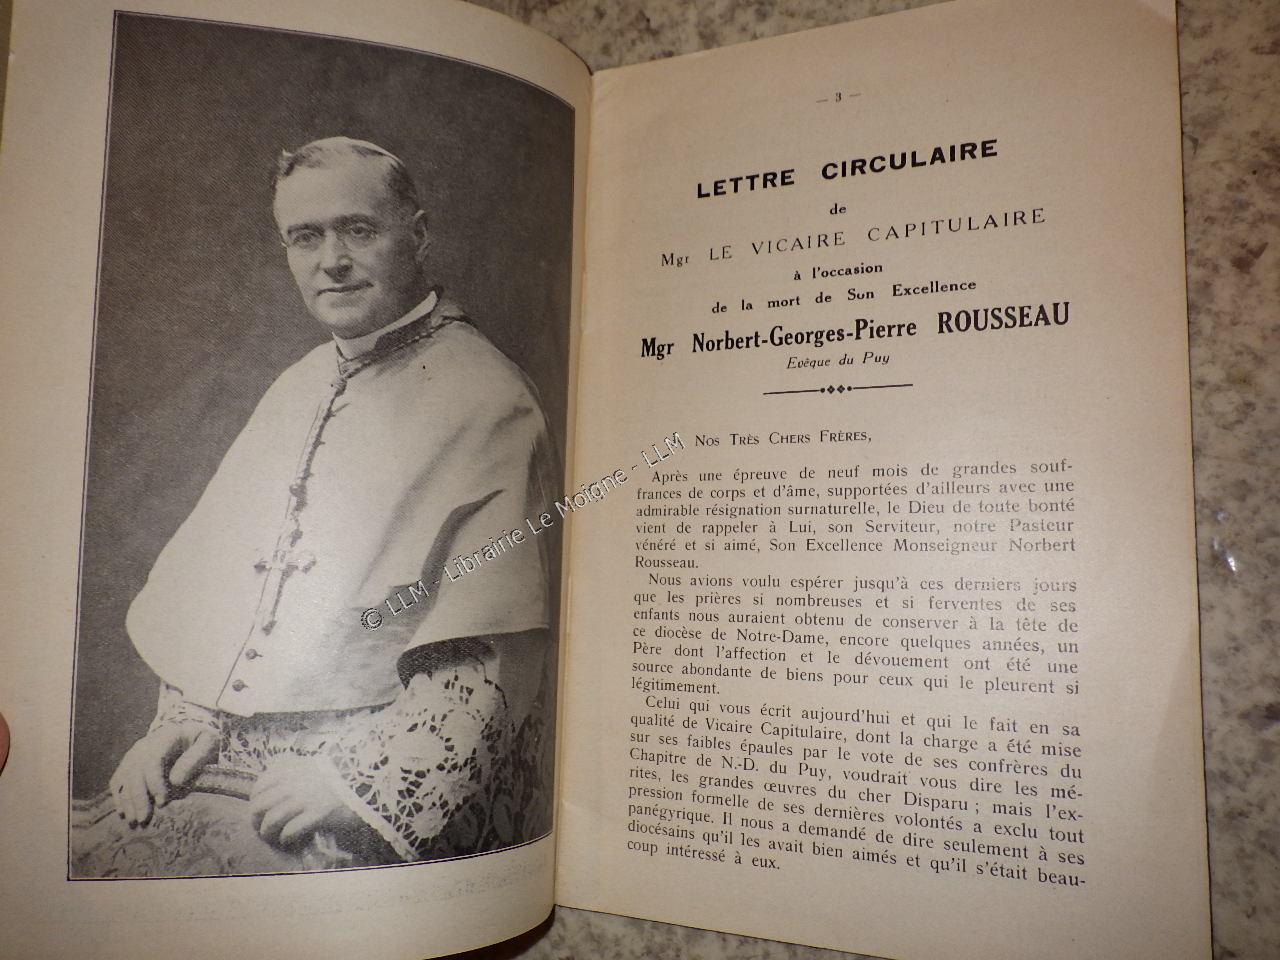 — 3 —
LETTRE CIRCULAIRE
de
Mgr LE VICAIRE CAPITULAIRE
à l'occasion
de la mort de Son Excellence
Mgr Norbert-Georges-Pierre ROUSSEAU
Evêque du Puy
Nos Très Chers Frères,
Après une épreuve de neuf mois de grandes souf-
frances de corps et d'âme, supportées d'ailleurs avec une
admirable résignation surnaturelle, le Dieu de toute bonté
vient de rappeler à Lui, son Serviteur, notre Pasteur
vénéré et si aimé, Son Excellence Monseigneur Norbert
Rousseau.
Nous avions voulu espérer jusqu'à ces derniers jours
que les prières si nombreuses et si ferventes de ses
enfants nous auraient obtenu de conserver à la tête de
ce diocèse de Notre-Dame, encore quelques années, un
Père dont l'affection et le dévouement ont été une
source abondante de biens pour ceux qui le pleurent si
légitimement.
Celui qui vous écrit aujourd'hui et qui le fait en sa
qualité de Vicaire Capitulaire, dont la charge a été mise
sur ses faibles épaules par le vote de ses confrères du
Chapitre de N.-D. du Puy, voudrait vous dire les mé-
rites, les grandes œuvres du cher Disparu ; mais l'ex-
pression formelle de ses dernières volontés a exclu tout
panégyrique. Il nous a demandé de dire seulement à ses
diocésains qu'il les avait bien aimés et qu'il s'était beau-
coup intéressé à eux.
© LLM - Librairie Le Moigne - LLM